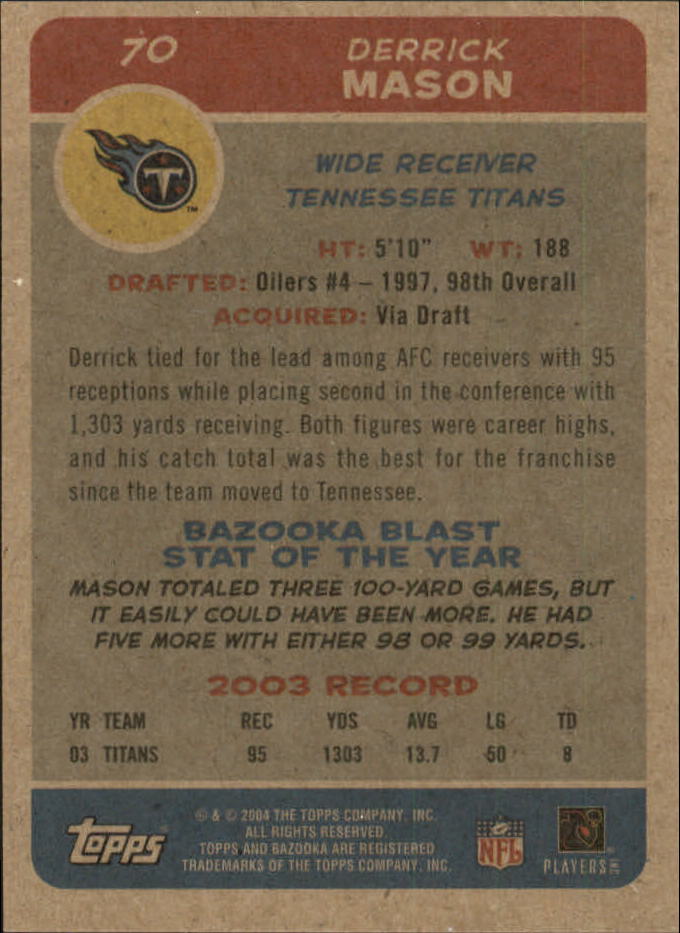 70
DERRICK
MASON
T
TM
WIDE RECEIVER
TENNESSEE TITANS
HT: 5'10" WT: 188
DRAFTED: Oilers #4 – 1997, 98th Overall
ACQUIRED: Via Draft
Derrick tied for the lead among AFC receivers with 95
receptions while placing second in the conference with
1,303 yards receiving. Both figures were career highs,
and his catch total was the best for the franchise
since the team moved to Tennessee.
BAZOOKA BLAST
STAT OF THE YEAR
MASON TOTALED THREE 100-YARD GAMES, BUT
IT EASILY COULD HAVE BEEN MORE. HE HAD
FIVE MORE WITH EITHER 98 OR 99 YARDS.
2003 RECORD
YR TEAM REC YDS AVG LG TD
03 TITANS 95 1303 13.7 50 8
topps
® & © 2004 THE TOPPS COMPANY, INC.
ALL RIGHTS RESERVED.
TOPPS AND BAZOOKA ARE REGISTERED
TRADEMARKS OF THE TOPPS COMPANY, INC.
NFL
PLAYERS